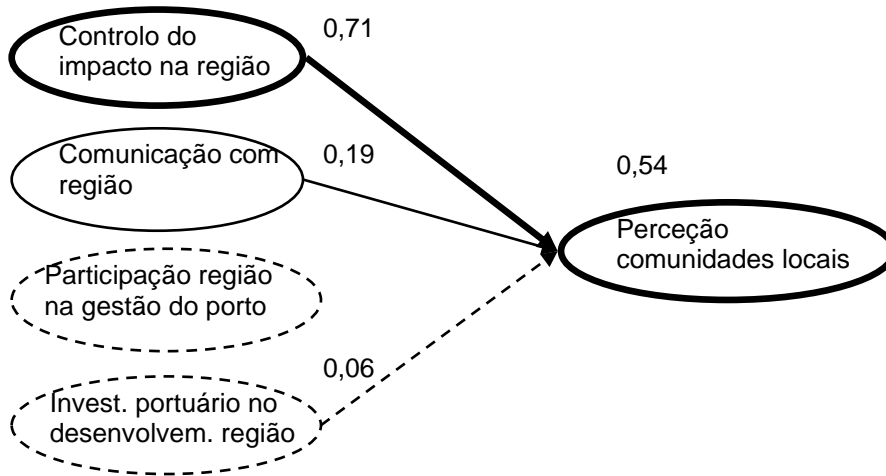 Controlo do
impacto na região
0,71
Comunicação com
região
0,19
0,54
Perceção
comunidades locais
Participação região
na gestão do porto
0,06
Invest. portuário no
desenvolvem. região